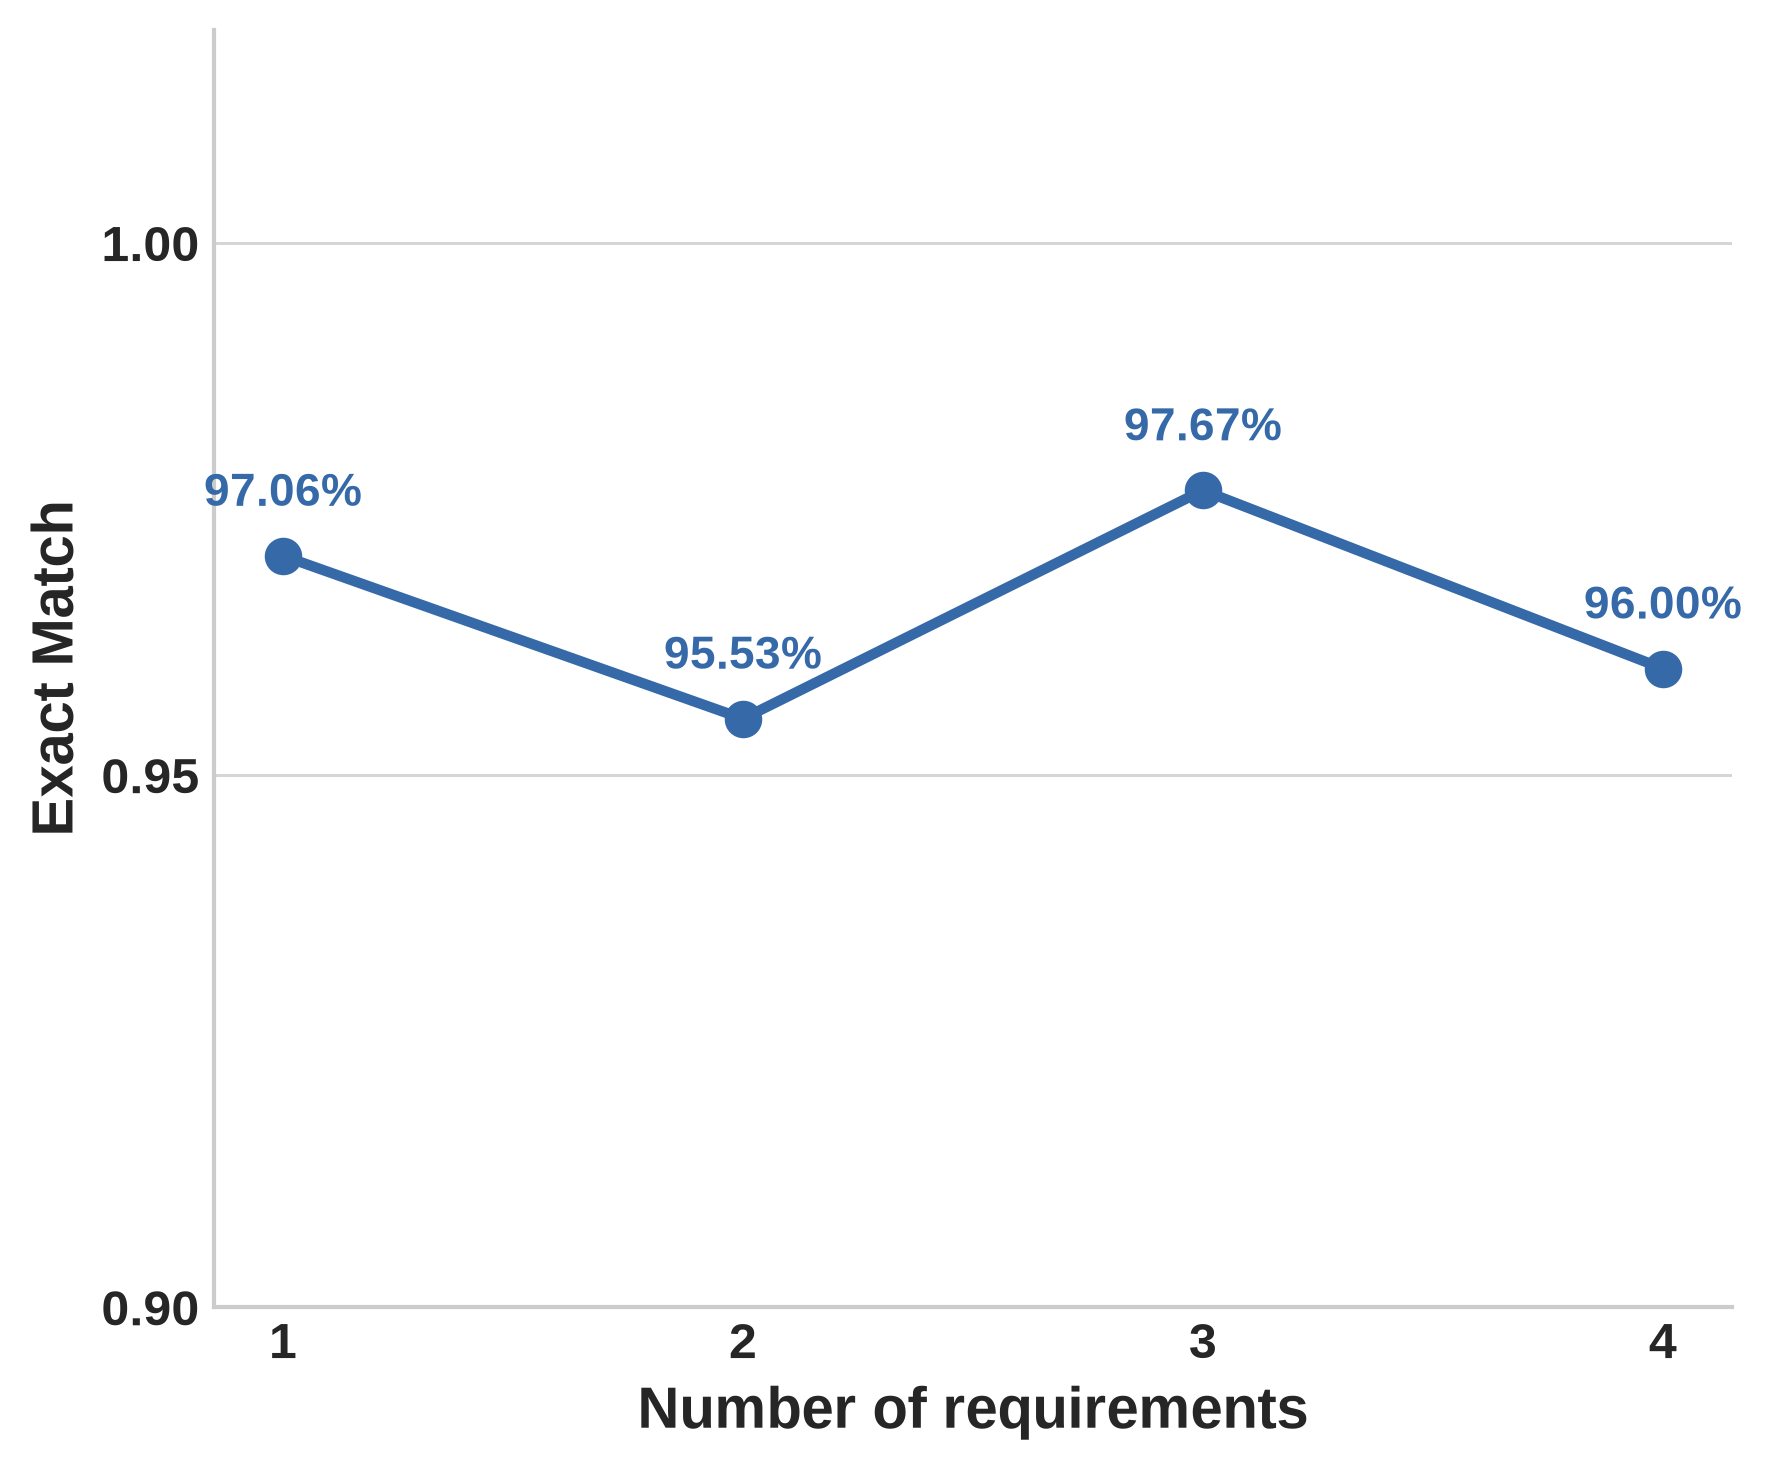 1.00
97.67%
97.06%
96.00%
95.53%
Exact Match
0.95
0.90
1 2 3 4
Number of requirements